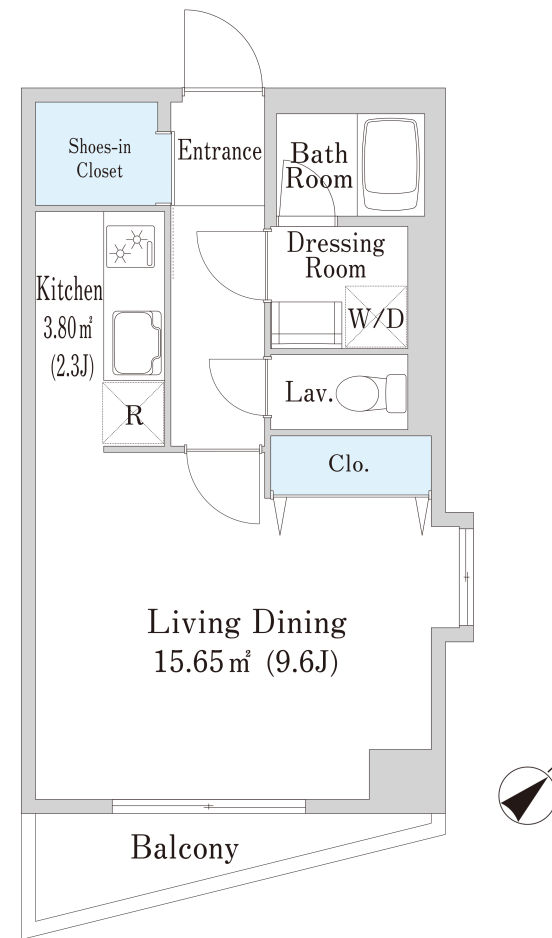 Shoes-in
Closet
Entrance
Bath
Room
Dressing
Room
Kitchen
3.80㎡
(2.3J)
W/D
R
Lav.
Clo.
Living Dining
15.65㎡ (9.6J)
Balcony